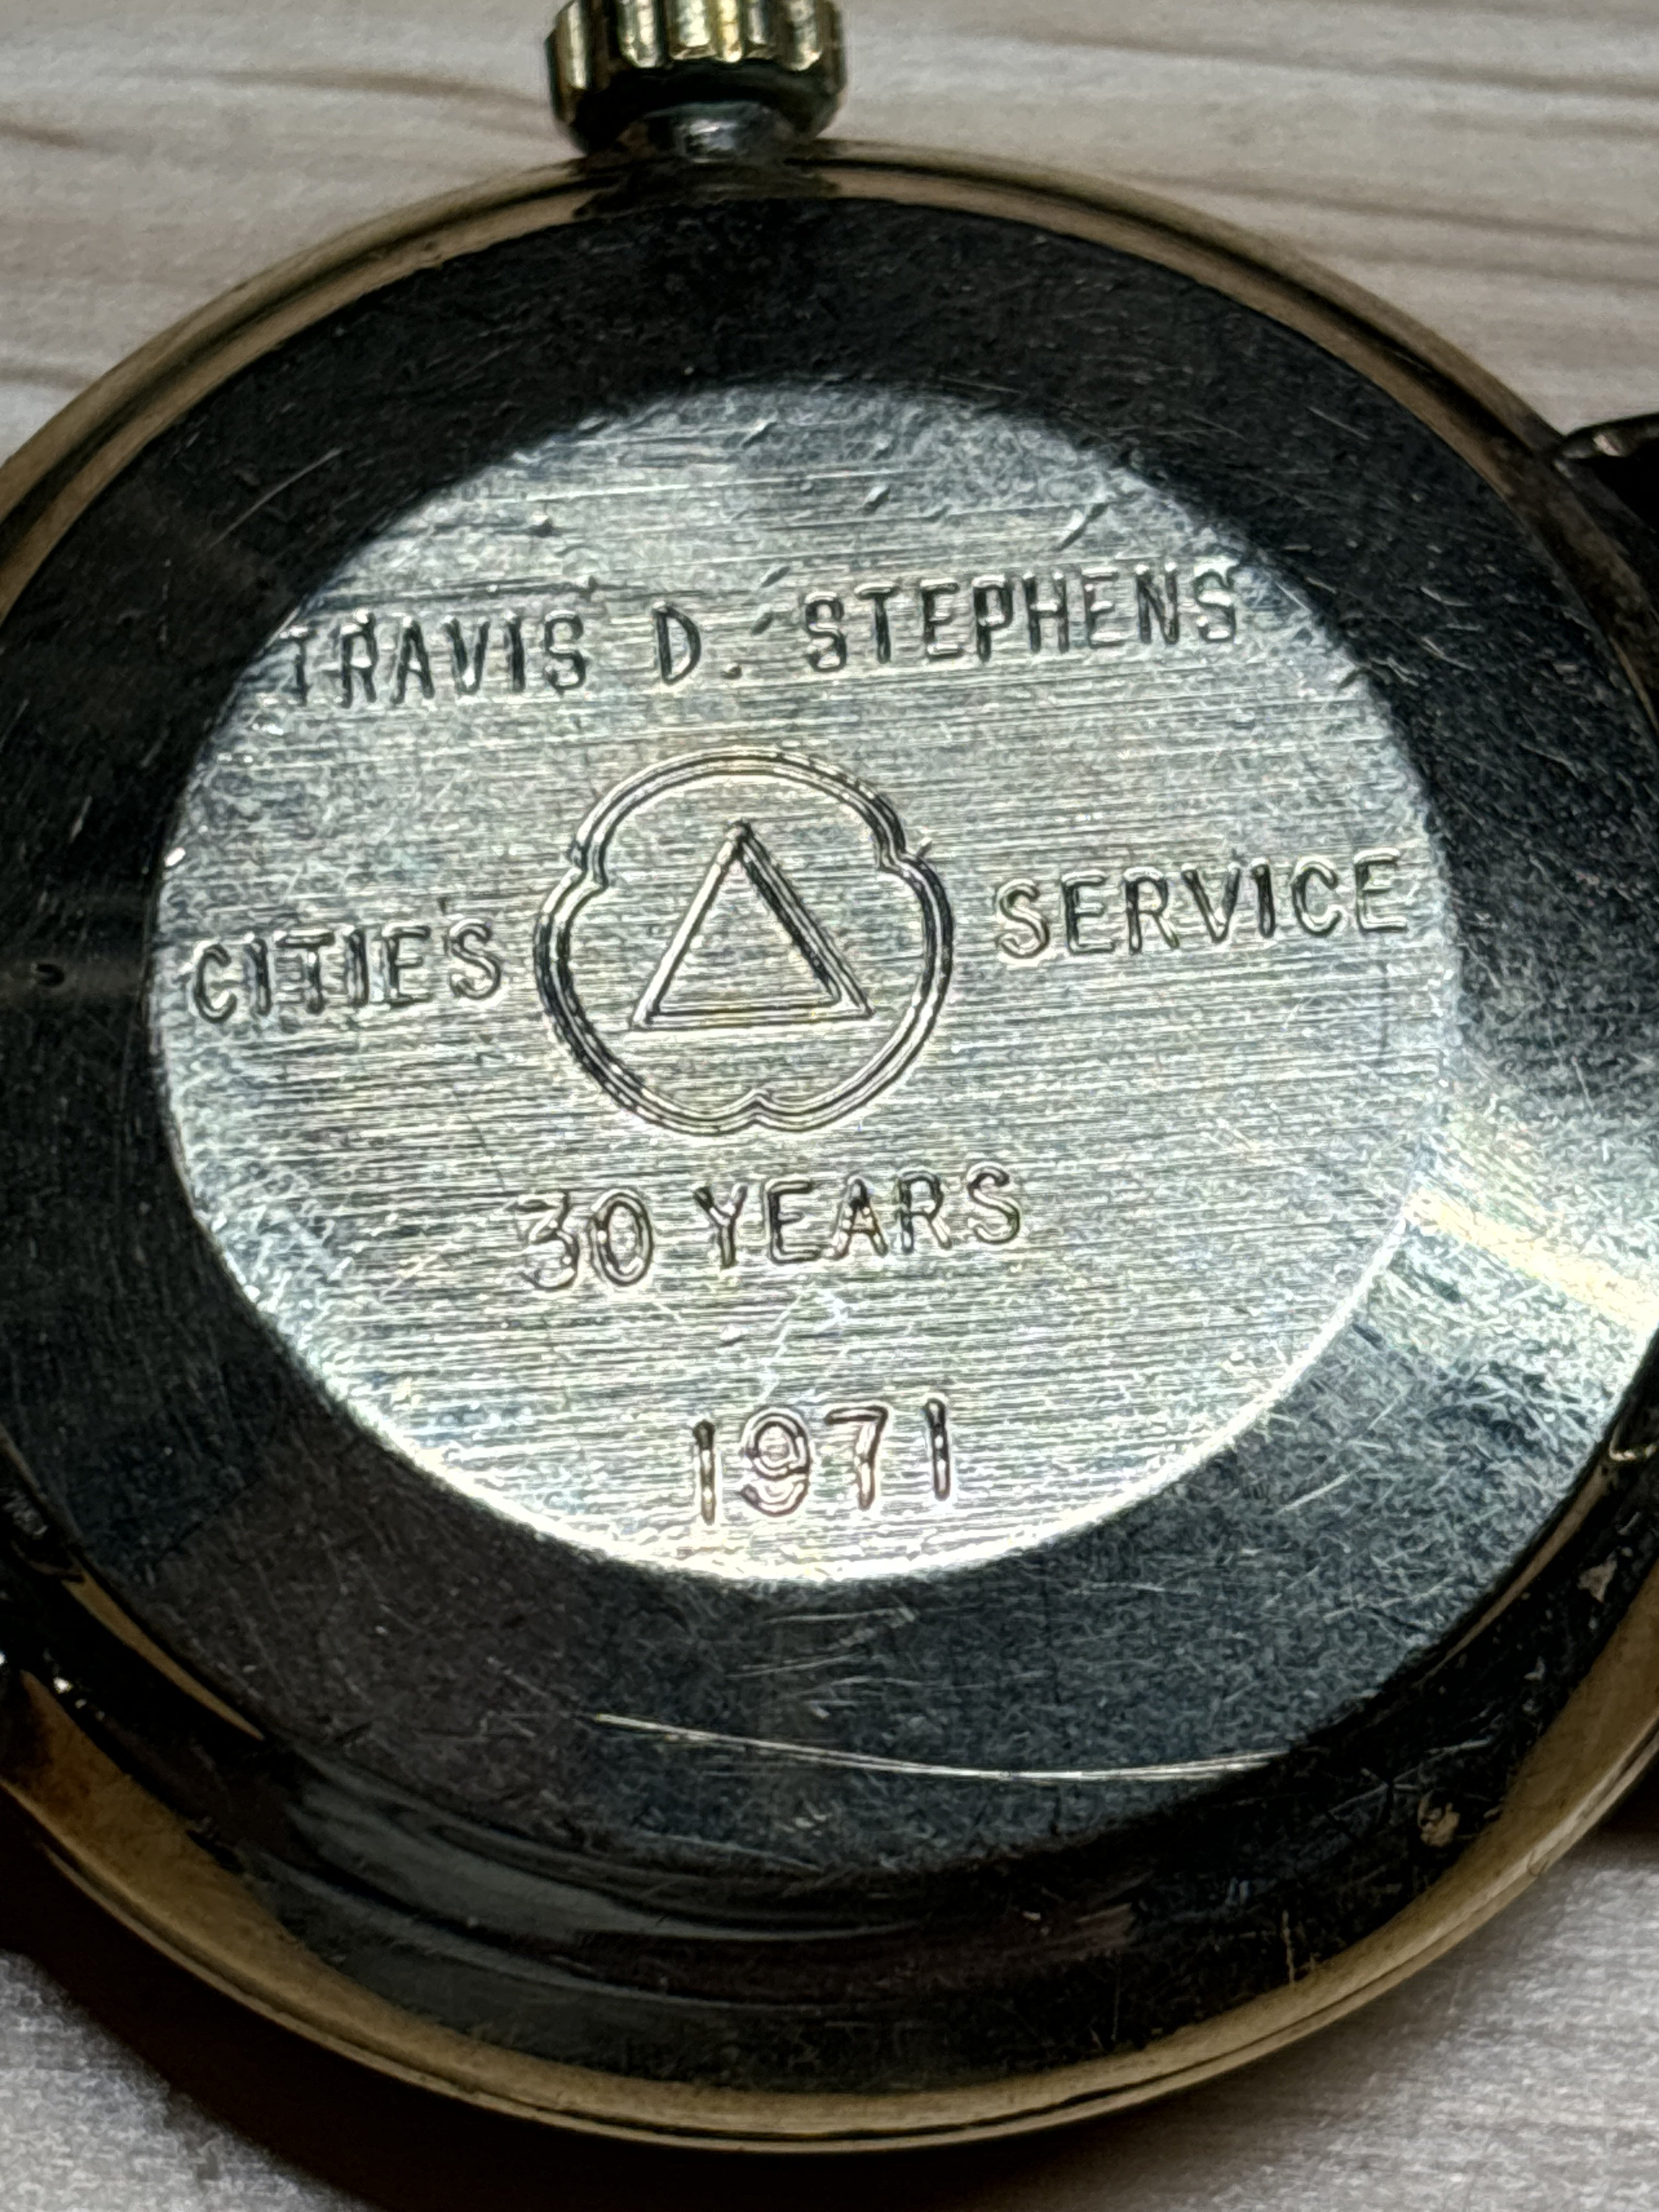 TRAVIS D. STEPHENS
CITIES SERVICE
30 YEARS
1971